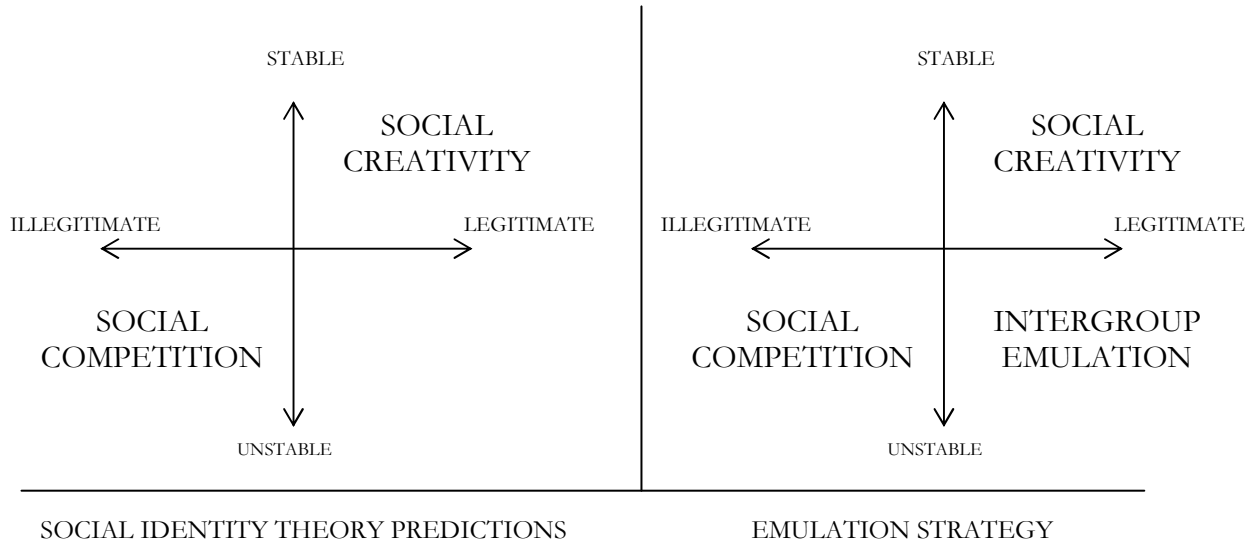 STABLE
SOCIAL
CREATIVITY
ILLEGITIMATE
LEGITIMATE
SOCIAL
COMPETITION
UNSTABLE
SOCIAL IDENTITY THEORY PREDICTIONS
STABLE
SOCIAL
CREATIVITY
ILLEGITIMATE
LEGITIMATE
SOCIAL
COMPETITION
INTERGROUP
EMULATION
UNSTABLE
EMULATION STRATEGY